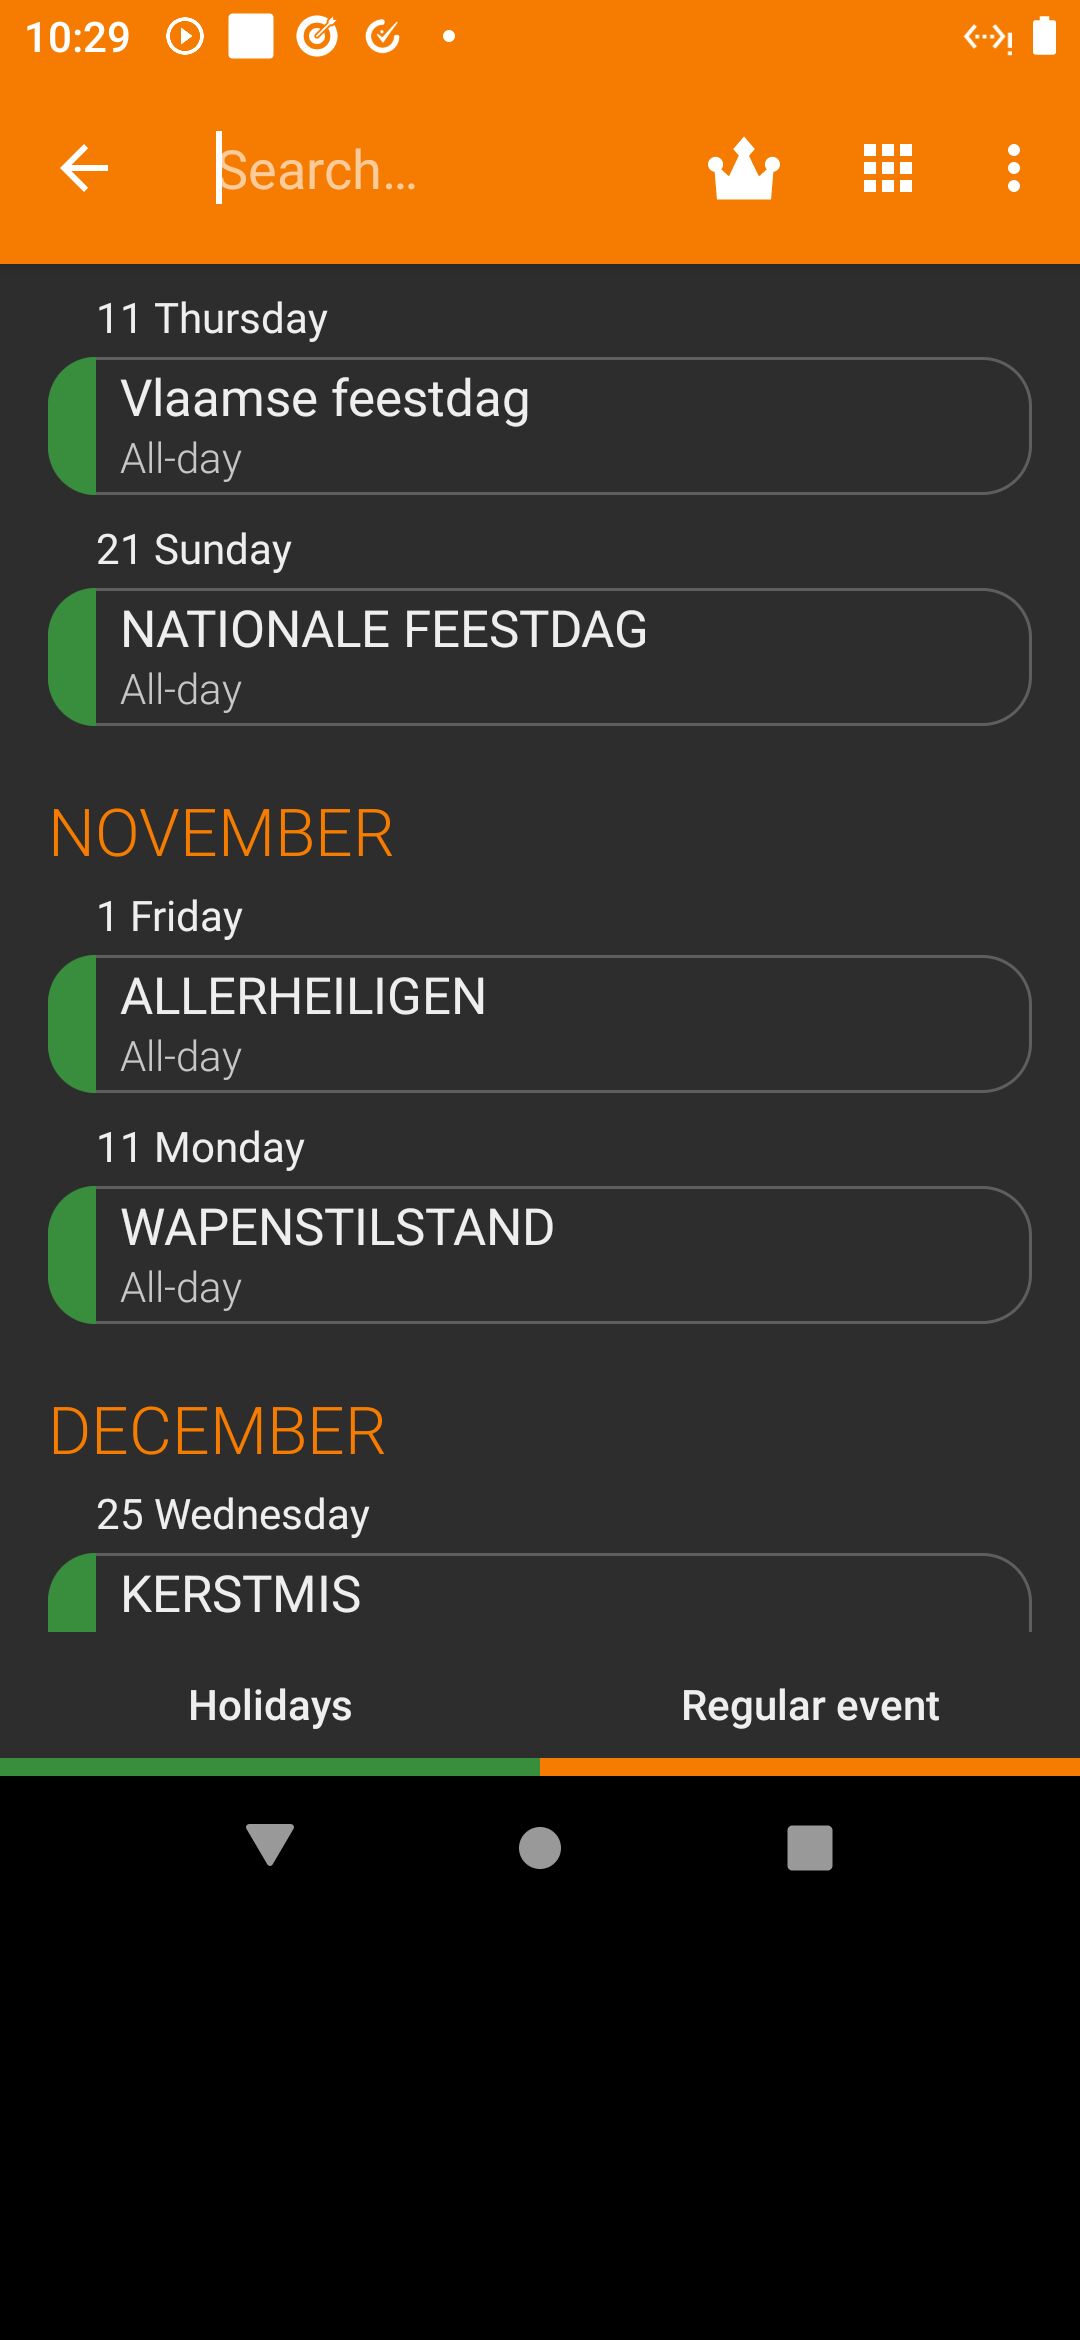 10:29
Search…
11 Thursday
Vlaamse feestdag
All-day
21 Sunday
NATIONALE FEESTDAG
All-day
NOVEMBER
1 Friday
ALLERHEILIGEN
All-day
11 Monday
WAPENSTILSTAND
All-day
DECEMBER
25 Wednesday
KERSTMIS
Holidays
Regular event